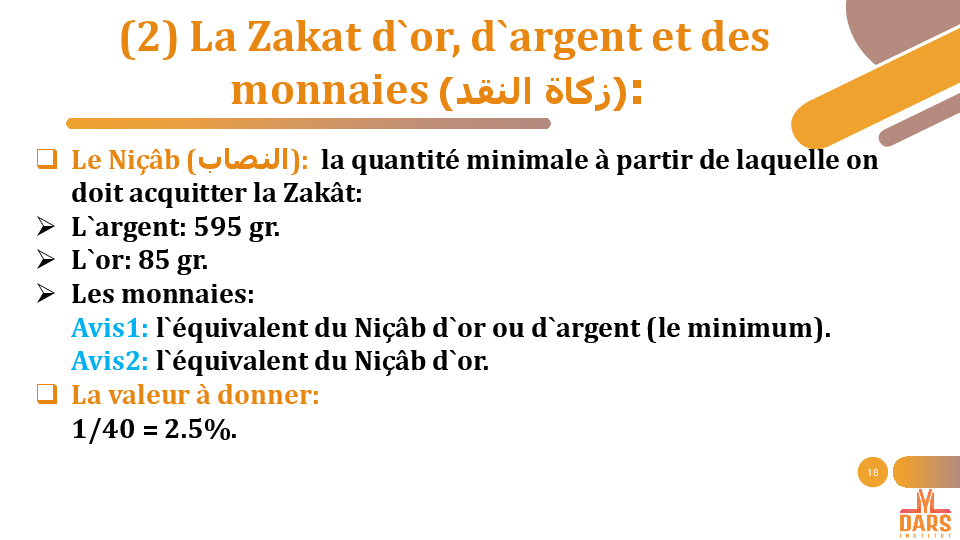 (2) La Zakat d`or, d`argent et des
monnaies (زكاة النقد):
❑ Le Niçâb (النصاب): la quantité minimale à partir de laquelle on
doit acquitter la Zakât:
➢ L`argent: 595 gr.
➢ L`or: 85 gr.
➢ Les monnaies:
Avis1: l`équivalent du Niçâb d`or ou d`argent (le minimum).
Avis2: l`équivalent du Niçâb d`or.
❑ La valeur à donner:
1/40 = 2.5%.
18
DARS
INSTITUT